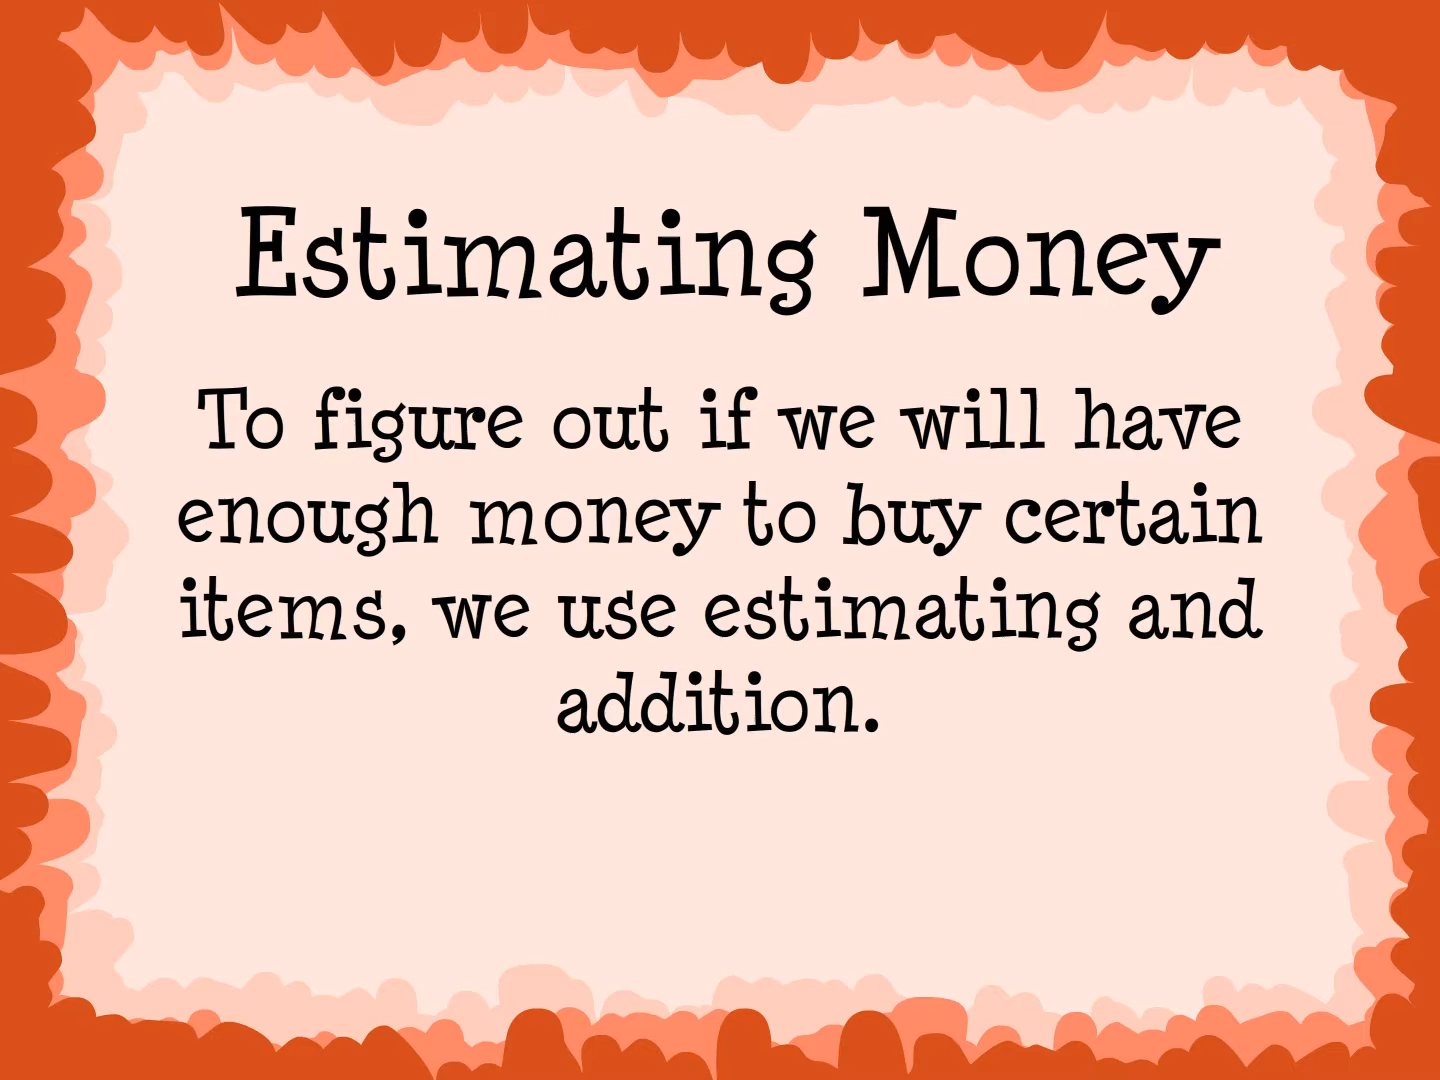 Estimating Money
To figure out if we will have
enough money to buy certain
items, we use estimating and
addition.